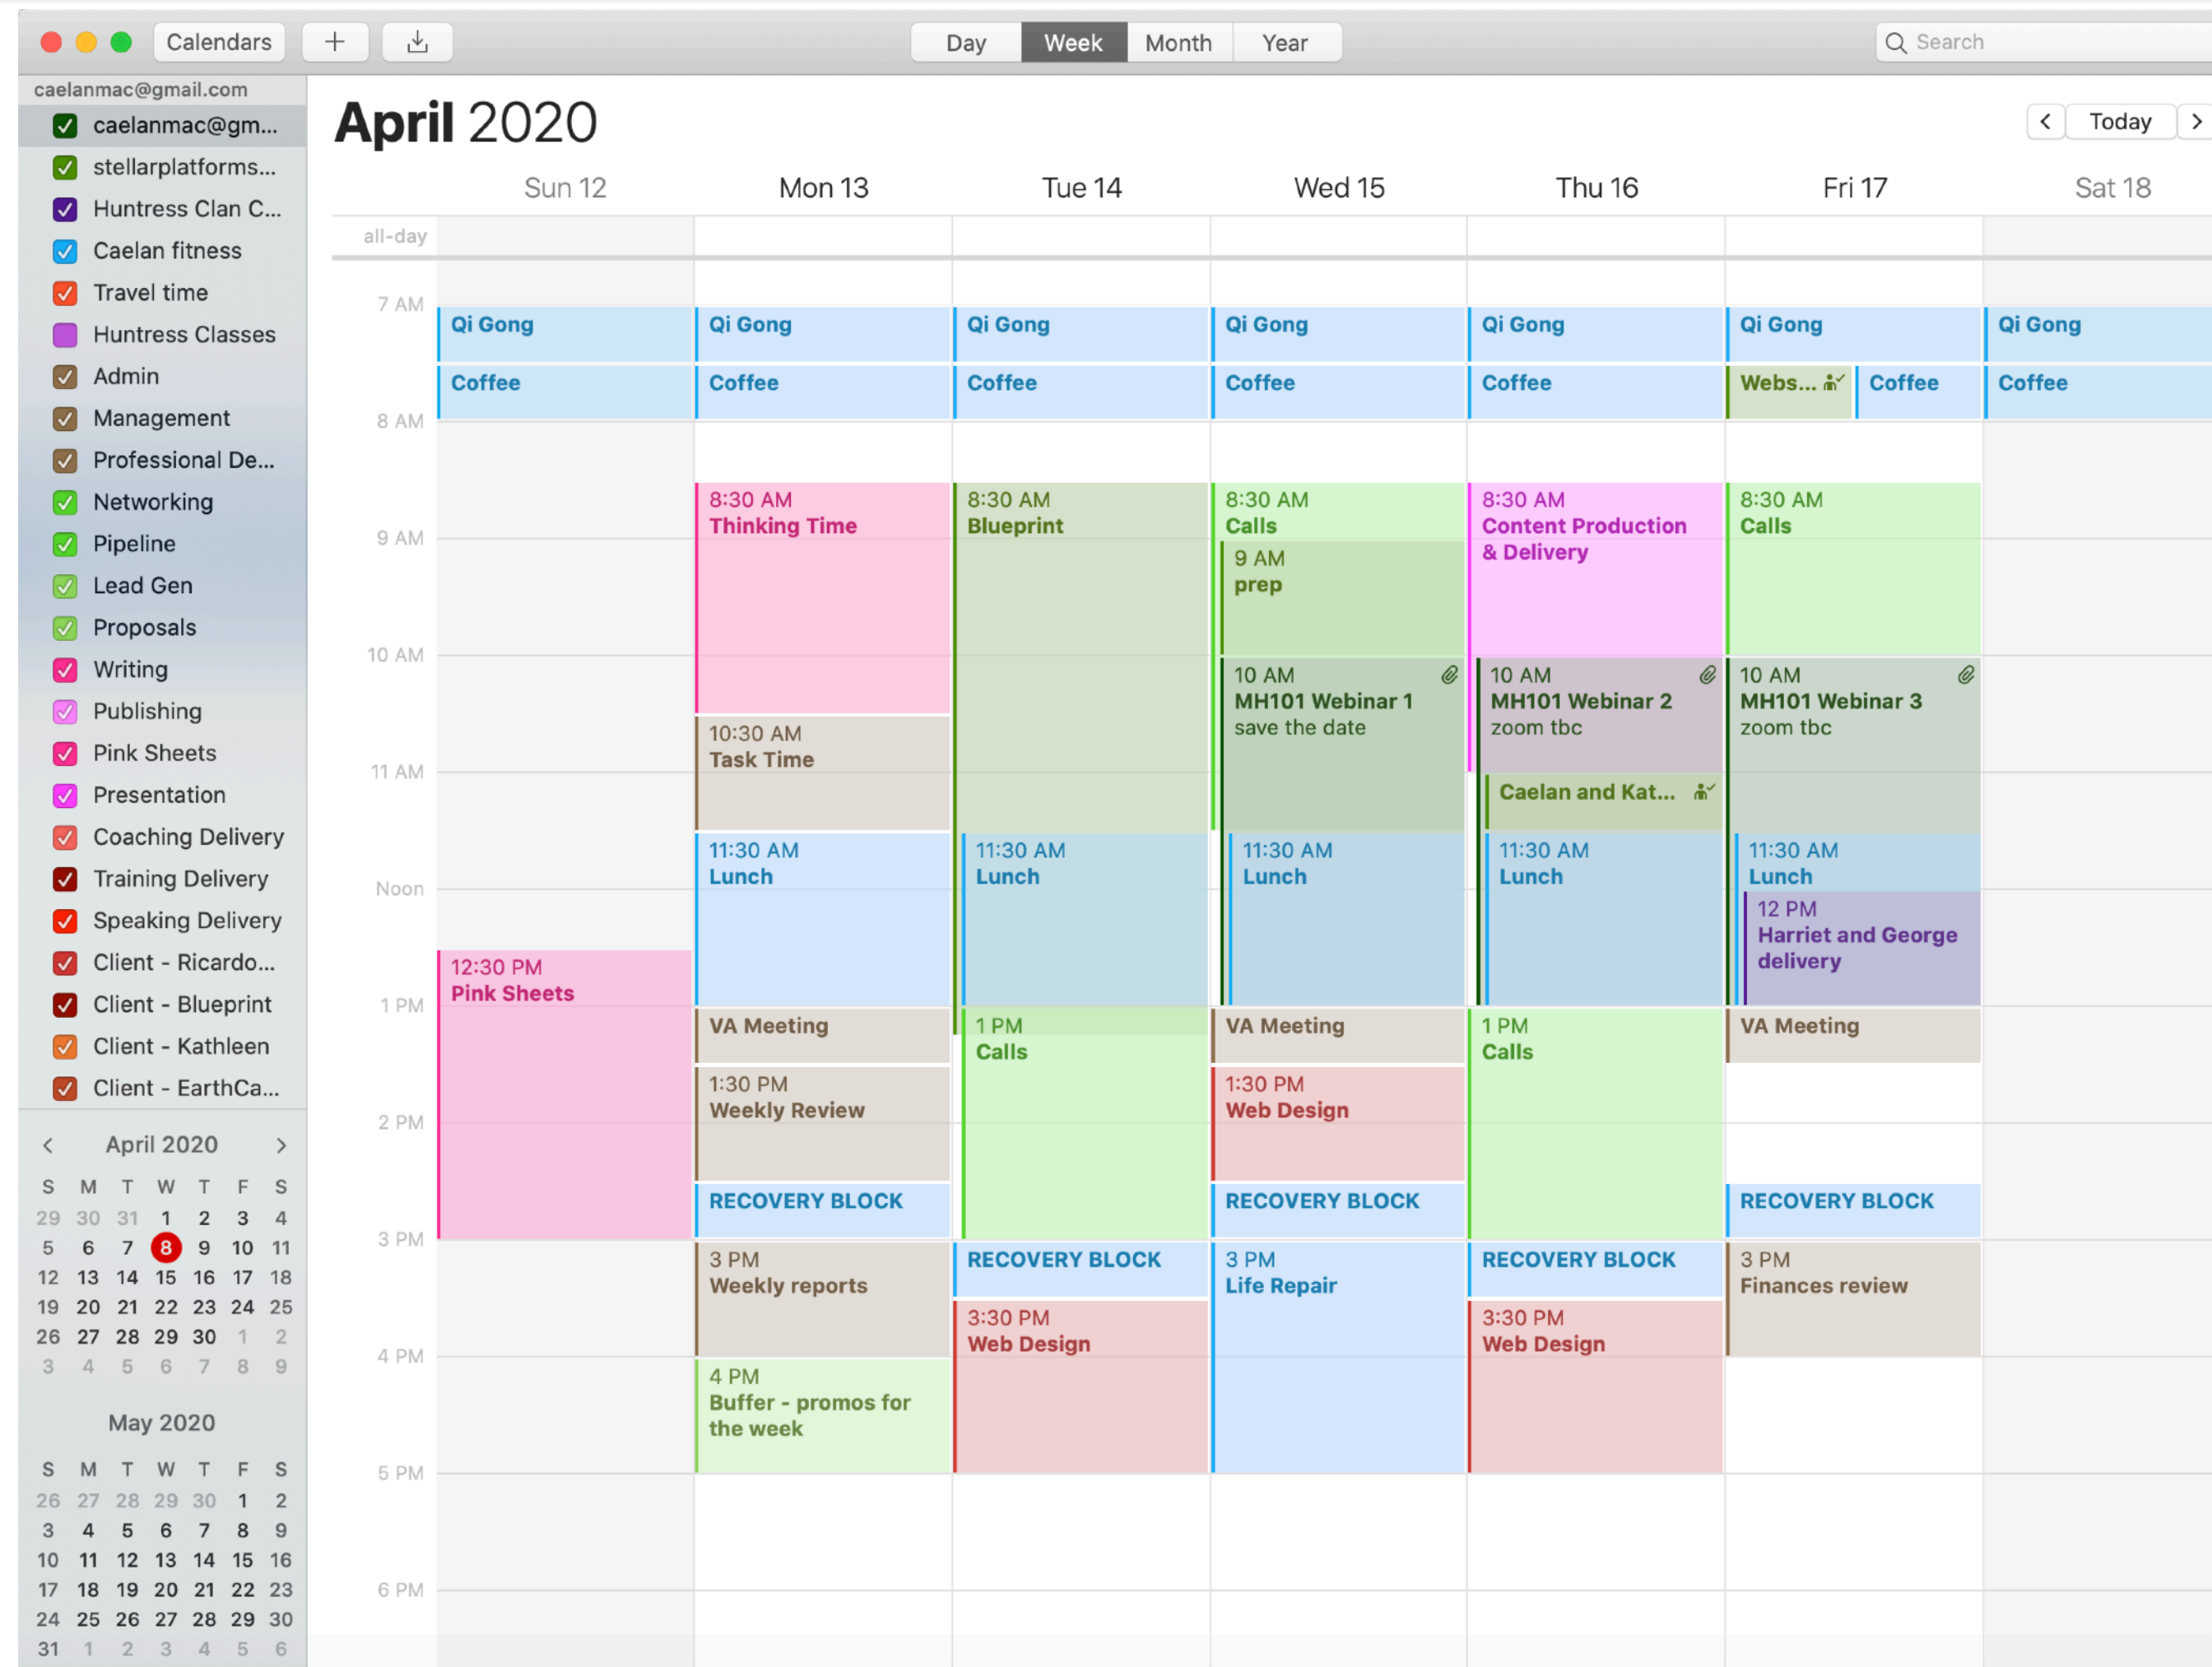 Calendars
Day Week Month Year
Search
caelanmac@gmail.com
caelanmac@gm...
stellarplatforms...
Huntress Clan C...
Caelan fitness
Travel time
Huntress Classes
Admin
Management
Professional De...
Networking
Pipeline
Lead Gen
Proposals
Writing
Publishing
Pink Sheets
Presentation
Coaching Delivery
Training Delivery
Speaking Delivery
Client - Ricardo...
Client - Blueprint
Client - Kathleen
Client - EarthCa...
April 2020
S M T W T F S
29 30 31 1 2 3 4
5 6 7 8 9 10 11
12 13 14 15 16 17 18
19 20 21 22 23 24 25
26 27 28 29 30 1 2
3 4 5 6 7 8 9
May 2020
S M T W T F S
26 27 28 29 30 1 2
3 4 5 6 7 8 9
10 11 12 13 14 15 16
17 18 19 20 21 22 23
24 25 26 27 28 29 30
31 1 2 3 4 5 6
April 2020
Today
Sun 12 Mon 13 Tue 14 Wed 15 Thu 16 Fri 17 Sat 18
all-day
7 AM
8 AM
9 AM
10 AM
11 AM
Noon
1 PM
2 PM
3 PM
4 PM
5 PM
6 PM
Qi Gong
Coffee
12:30 PM
Pink Sheets
Qi Gong
Coffee
8:30 AM
Thinking Time
10:30 AM
Task Time
11:30 AM
Lunch
VA Meeting
1:30 PM
Weekly Review
RECOVERY BLOCK
3 PM
Weekly reports
4 PM
Buffer - promos for
the week
Qi Gong
Coffee
8:30 AM
Blueprint
11:30 AM
Lunch
1 PM
Calls
RECOVERY BLOCK
3:30 PM
Web Design
Qi Gong
Coffee
8:30 AM
Calls
9 AM
prep
10 AM
MH101 Webinar 1
save the date
11:30 AM
Lunch
VA Meeting
1:30 PM
Web Design
RECOVERY BLOCK
3 PM
Life Repair
Qi Gong
Coffee
8:30 AM
Content Production
& Delivery
10 AM
MH101 Webinar 2
zoom tbc
Caelan and Kat...
11:30 AM
Lunch
1 PM
Calls
RECOVERY BLOCK
3:30 PM
Web Design
Qi Gong
Webs... Coffee
8:30 AM
Calls
10 AM
MH101 Webinar 3
zoom tbc
11:30 AM
Lunch
12 PM
Harriet and George
delivery
VA Meeting
RECOVERY BLOCK
3 PM
Finances review
Qi Gong
Coffee